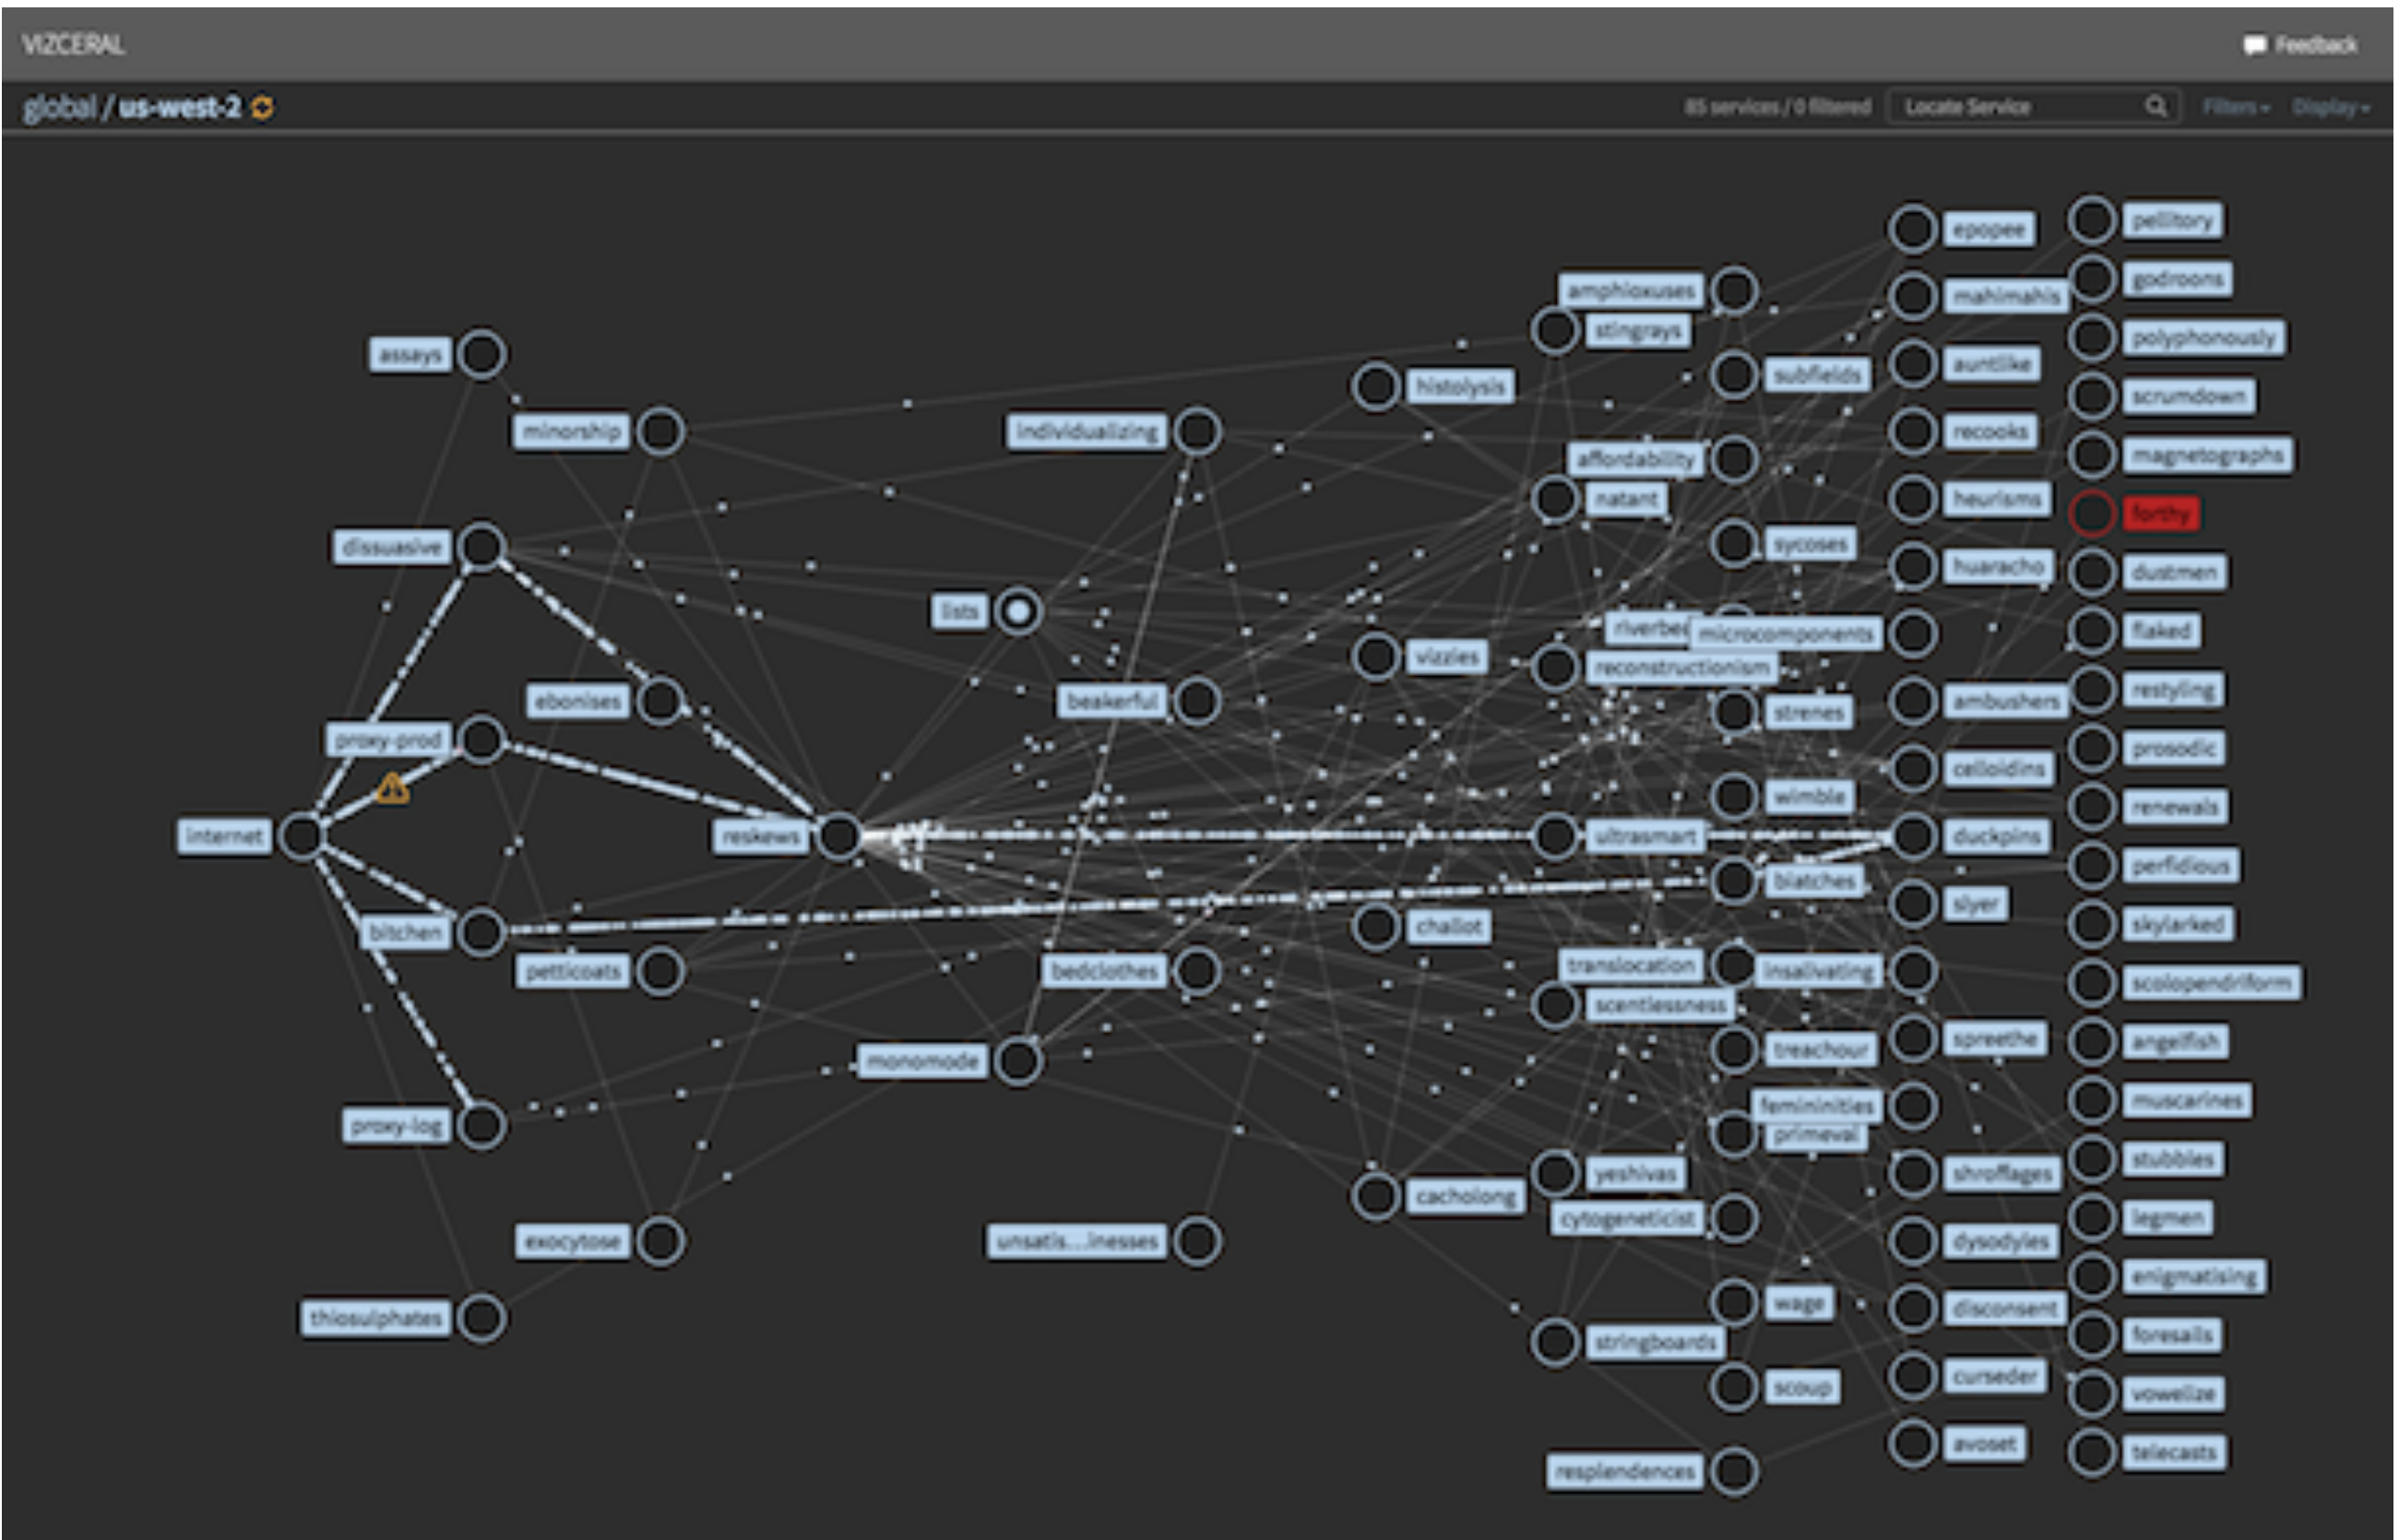 VIZCERAL
Feedback
global / us-west-2
85 services / 0 filtered
Locate Service
Filters
Display
epopee
pellitory
amphioxuses
mahimahis
godroons
stingrays
polyphonously
assays
auntlike
subfields
histolysis
scrumdown
minorship
individualizing
recooks
affordability
magnetographs
natant
heurisms
forthy
dissuasive
sycoses
huaracho
dustmen
lists
microcomponents
flaked
vizzies
reconstructionism
ebonises
beakerful
strenes
ambushers
restyling
proxy-prod
celloidins
prosodic
wimble
renewals
internet
reskews
ultrasmart
duckpins
perfidious
biatches
slyer
bitchen
challot
skylarked
petticoats
bedclothes
translocation
insalivating
scolopendriform
scentlessness
spreethe
angelfish
monomode
treachour
muscarines
femininities
proxy-log
primeval
stubbles
yeshivas
shroffages
cacholong
cytogeneticist
legmen
exocytose
unsatis...inesses
dysodyles
enigmatising
thiosulphates
wage
disconsent
foresails
stringboards
scoup
curseder
vowelize
avoset
telecasts
resplendences